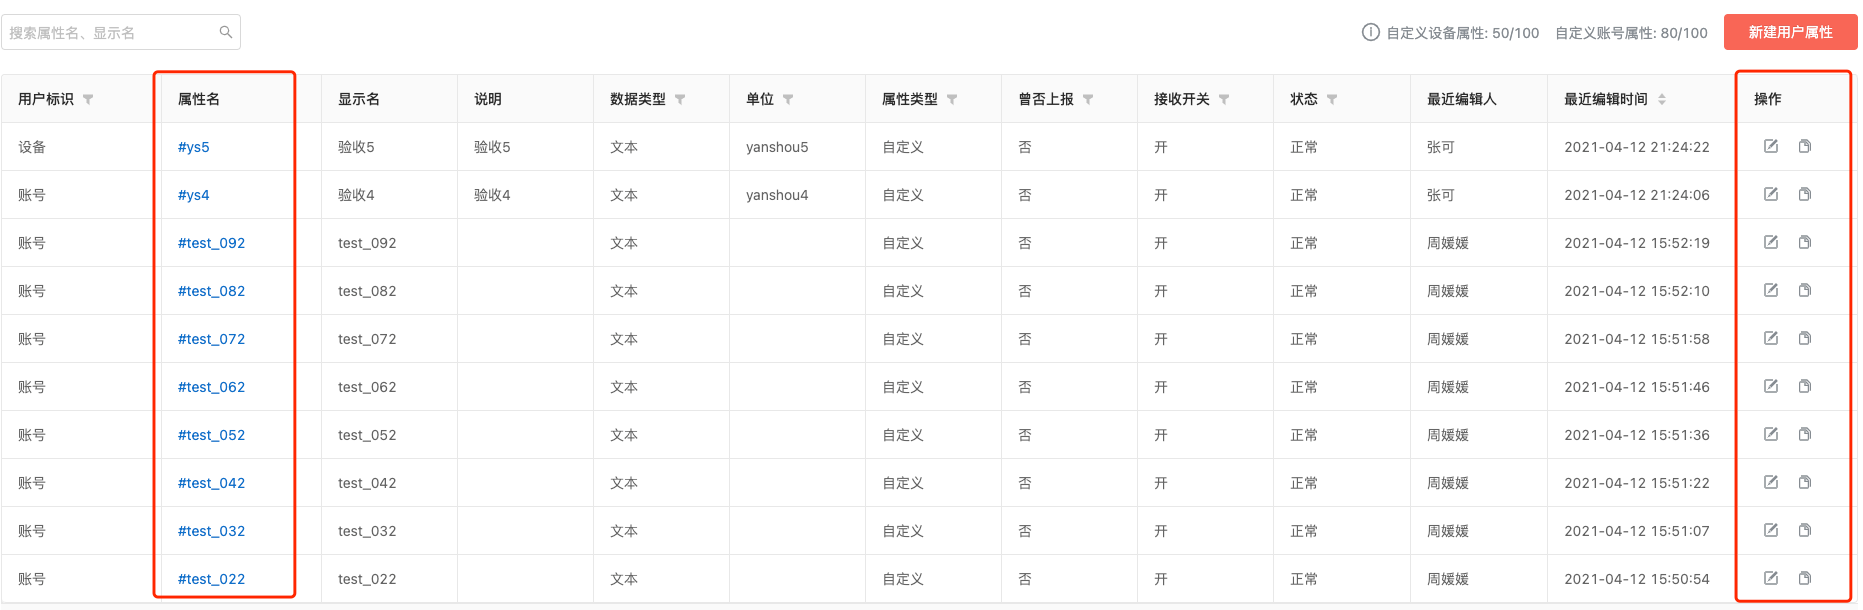 搜索属性名、显示名
自定义设备属性: 50/100 自定义账号属性: 80/100 新建用户属性
用户标识 属性名 显示名 说明 数据类型 单位 属性类型 曾否上报 接收开关 状态 最近编辑人 最近编辑时间 操作
设备 #ys5 验收5 验收5 文本 yanshou5 自定义 否 开 正常 张可 2021-04-12 21:24:22
账号 #ys4 验收4 验收4 文本 yanshou4 自定义 否 开 正常 张可 2021-04-12 21:24:06
账号 #test_092 test_092 文本 自定义 否 开 正常 周媛媛 2021-04-12 15:52:19
账号 #test_082 test_082 文本 自定义 否 开 正常 周媛媛 2021-04-12 15:52:10
账号 #test_072 test_072 文本 自定义 否 开 正常 周媛媛 2021-04-12 15:51:58
账号 #test_062 test_062 文本 自定义 否 开 正常 周媛媛 2021-04-12 15:51:46
账号 #test_052 test_052 文本 自定义 否 开 正常 周媛媛 2021-04-12 15:51:36
账号 #test_042 test_042 文本 自定义 否 开 正常 周媛媛 2021-04-12 15:51:22
账号 #test_032 test_032 文本 自定义 否 开 正常 周媛媛 2021-04-12 15:51:07
账号 #test_022 test_022 文本 自定义 否 开 正常 周媛媛 2021-04-12 15:50:54